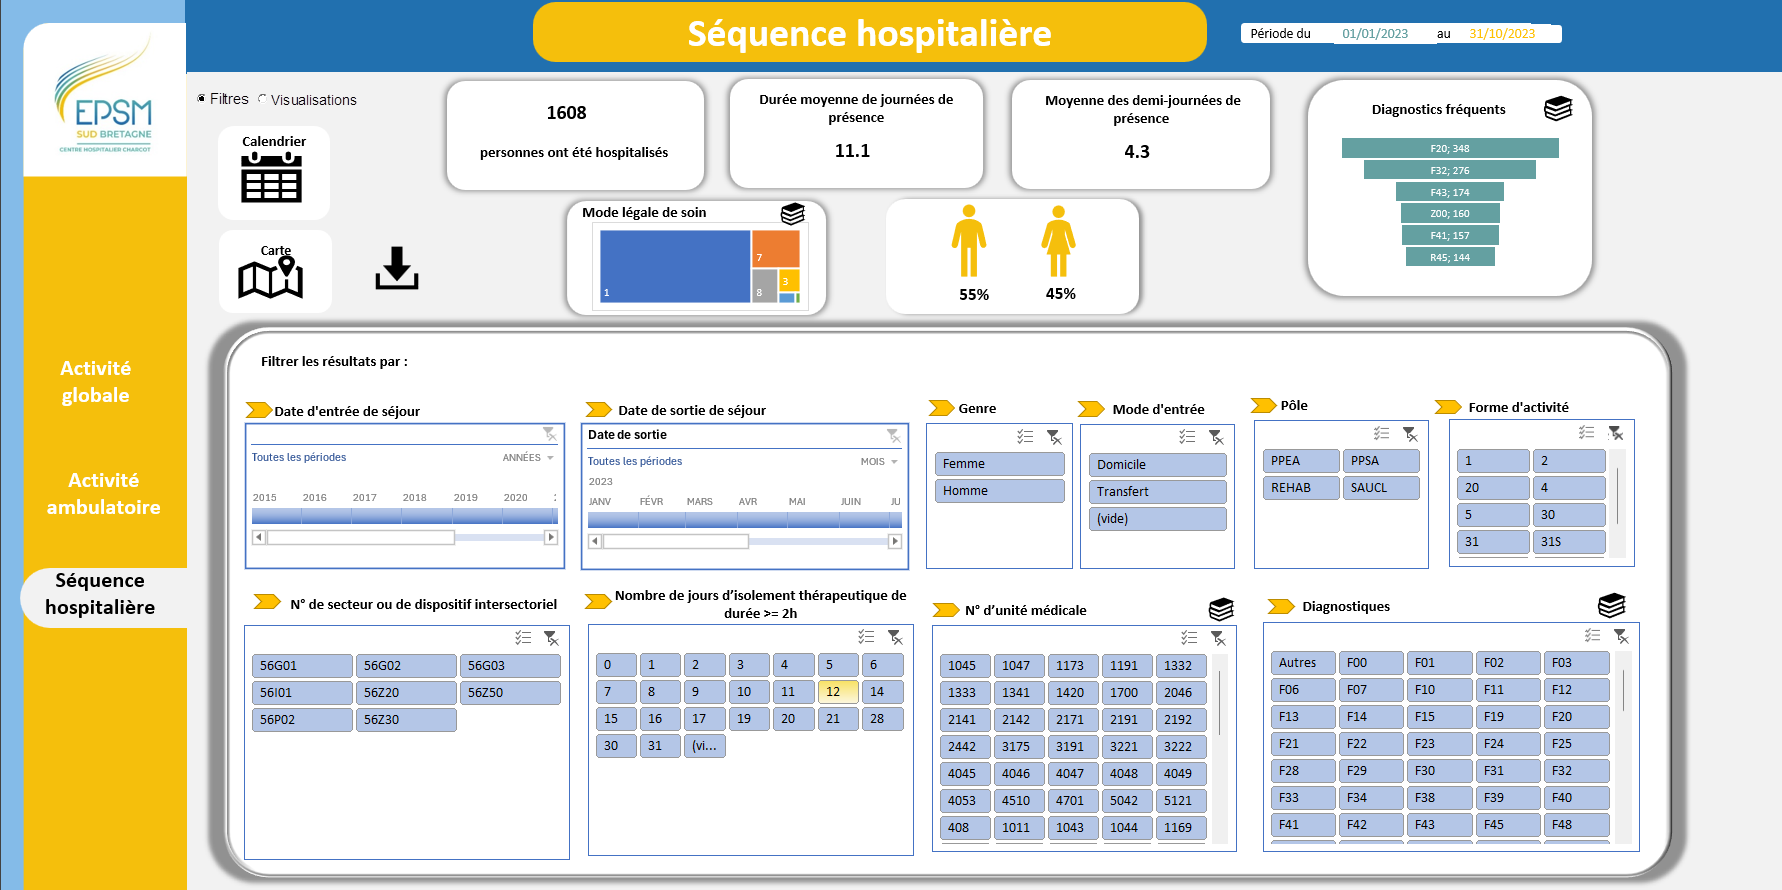 Séquence hospitalière
Période du 01/01/2023 au 31/10/2023
EPSM
SUD BRETAGNE
CENTRE HOSPITALIER CHARCOT
Filtres Visualisations
Calendrier
Carte
1608
personnes ont été hospitalisés
Durée moyenne de journées de
présence
11.1
Moyenne des demi-journées de
présence
4.3
Diagnostics fréquents
F20; 348
F32; 276
F43; 174
Z00; 160
F41; 157
R45; 144
Mode légale de soin
1
7
8
3
55%
45%
Activité
globale
Activité
ambulatoire
Séquence
hospitalière
Filtrer les résultats par :
Date d'entrée de séjour
Toutes les périodes ANNÉES
2015 2016 2017 2018 2019 2020
Date de sortie de séjour
Date de sortie
Toutes les périodes MOIS
2023
JANV FÉVR MARS AVR MAI JUIN JU
Genre
Femme
Homme
Mode d'entrée
Domicile
Transfert
(vide)
Pôle
PPEA PPSA
REHAB SAUCL
Forme d'activité
1 2
20 4
5 30
31 31S
N° de secteur ou de dispositif intersectoriel
56G01 56G02 56G03
56I01 56Z20 56Z50
56P02 56Z30
Nombre de jours d’isolement thérapeutique de
durée >= 2h
0 1 2 3 4 5 6
7 8 9 10 11 12 14
15 16 17 19 20 21 28
30 31 (vi...
N° d’unité médicale
1045 1047 1173 1191 1332
1333 1341 1420 1700 2046
2141 2142 2171 2191 2192
2442 3175 3191 3221 3222
4045 4046 4047 4048 4049
4053 4510 4701 5042 5121
408 1011 1043 1044 1169
Diagnostiques
Autres F00 F01 F02 F03
F06 F07 F10 F11 F12
F13 F14 F15 F19 F20
F21 F22 F23 F24 F25
F28 F29 F30 F31 F32
F33 F34 F38 F39 F40
F41 F42 F43 F45 F48